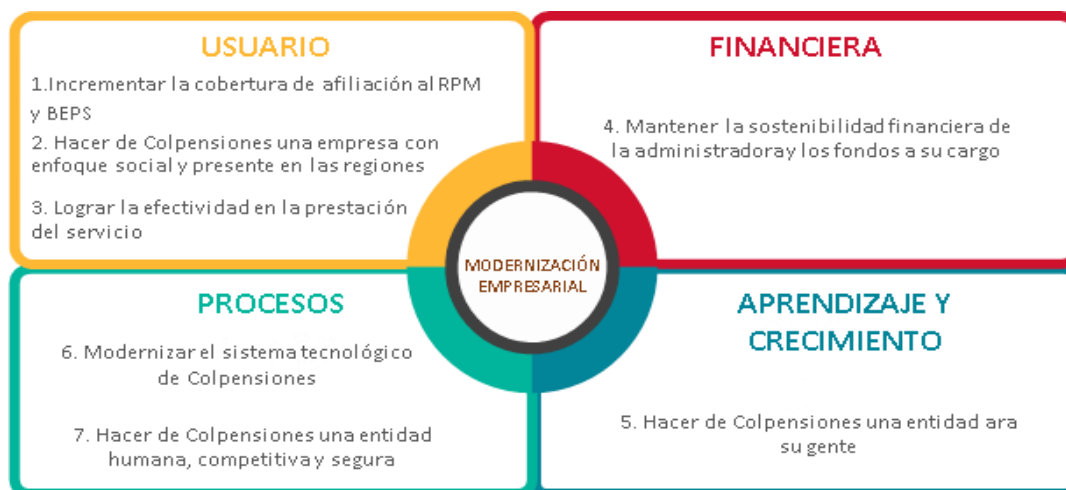 USUARIO
1.Incrementar la cobertura de afiliación al RPM
y BEPS
2. Hacer de Colpensiones una empresa con
enfoque social y presente en las regiones
3. Lograr la efectividad en la prestación
del servicio
FINANCIERA
4. Mantener la sostenibilidad financiera de
la administradoray los fondos a su cargo
MODERNIZACIÓN
EMPRESARIAL
PROCESOS
6. Modernizar el sistema tecnológico
de Colpensiones
7. Hacer de Colpensiones una entidad
humana, competitiva y segura
APRENDIZAJE Y
CRECIMIENTO
5. Hacer de Colpensiones una entidad ara
su gente